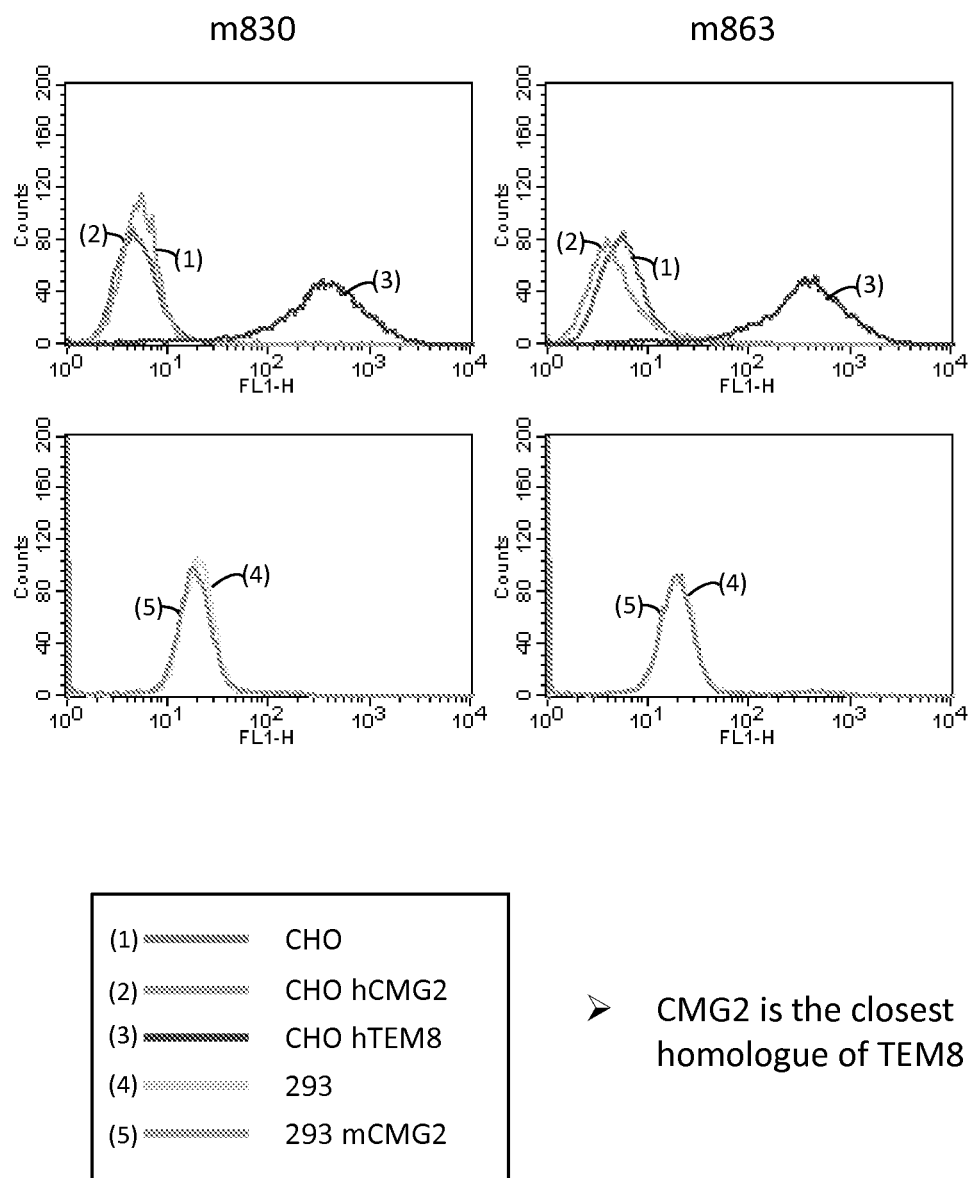 m830
m863
200
160
120
80
40
0
Counts
(2)
(1)
(3)
10^0 10^1 10^2 10^3 10^4
FL1-H
200
160
120
80
40
0
Counts
(2)
(1)
(3)
10^0 10^1 10^2 10^3 10^4
FL1-H
200
160
120
80
40
0
Counts
(5)
(4)
10^0 10^1 10^2 10^3 10^4
FL1-H
200
160
120
80
40
0
Counts
(5)
(4)
10^0 10^1 10^2 10^3 10^4
FL1-H
(1) CHO
(2) CHO hCMG2
(3) CHO hTEM8
(4) 293
(5) 293 mCMG2
➢ CMG2 is the closest
homologue of TEM8